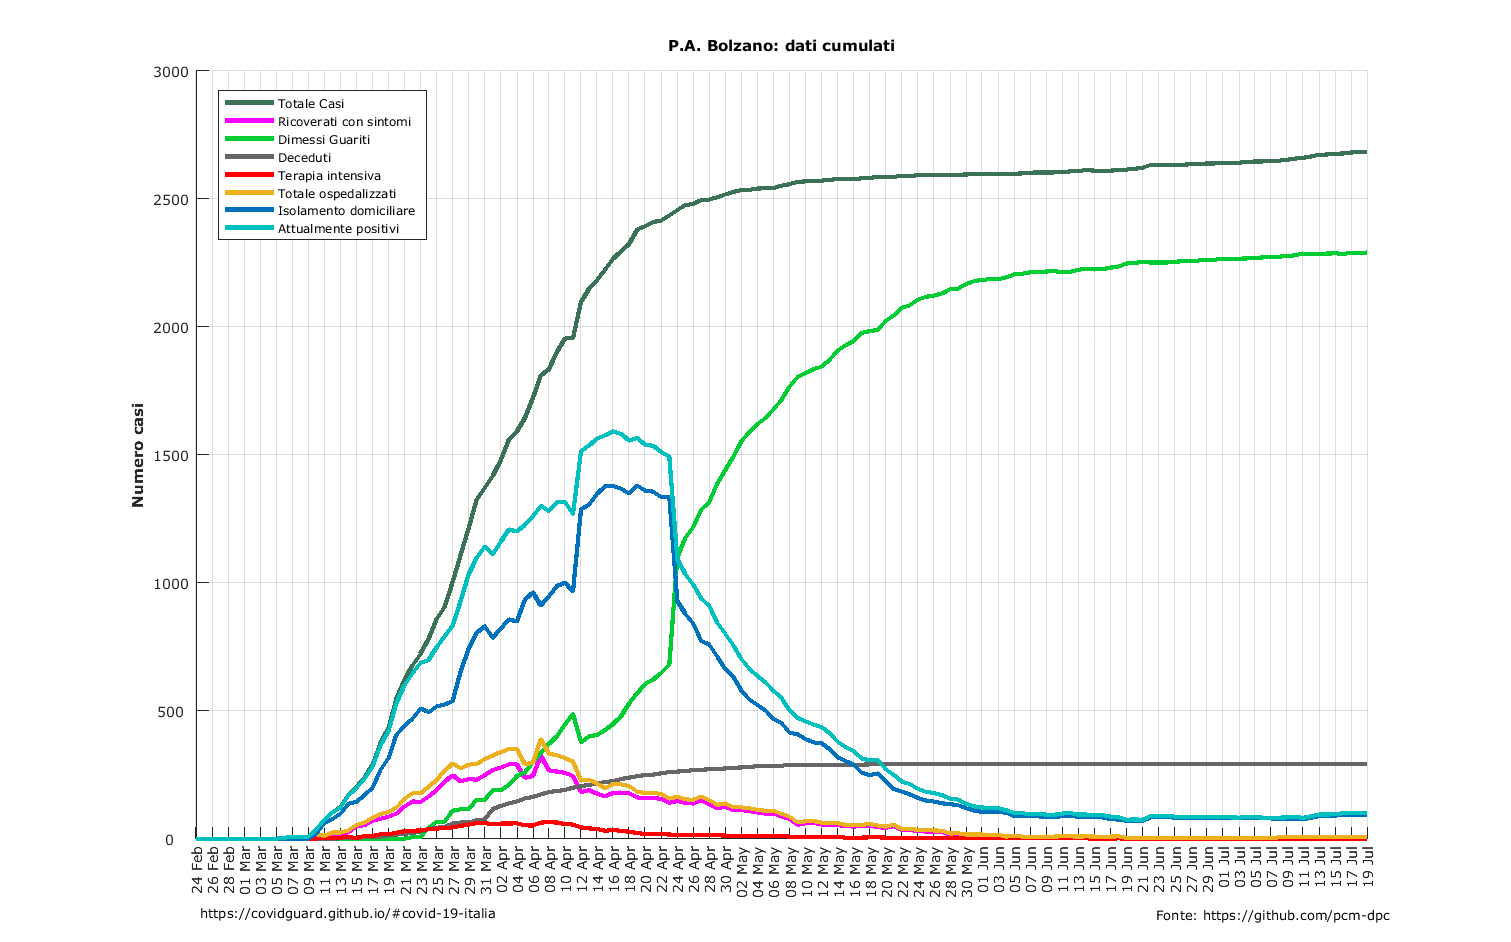 P.A. Bolzano: dati cumulati
3000
2500
2000
1500
1000
500
0
Numero casi
Totale Casi
Ricoverati con sintomi
Dimessi Guariti
Deceduti
Terapia intensiva
Totale ospedalizzati
Isolamento domiciliare
Attualmente positivi
24 Feb
26 Feb
28 Feb
01 Mar
03 Mar
05 Mar
07 Mar
09 Mar
11 Mar
13 Mar
15 Mar
17 Mar
19 Mar
21 Mar
23 Mar
25 Mar
27 Mar
29 Mar
31 Mar
02 Apr
04 Apr
06 Apr
08 Apr
10 Apr
12 Apr
14 Apr
16 Apr
18 Apr
20 Apr
22 Apr
24 Apr
26 Apr
28 Apr
30 Apr
02 May
04 May
06 May
08 May
10 May
12 May
14 May
16 May
18 May
20 May
22 May
24 May
26 May
28 May
30 May
01 Jun
03 Jun
05 Jun
07 Jun
09 Jun
11 Jun
13 Jun
15 Jun
17 Jun
19 Jun
21 Jun
23 Jun
25 Jun
27 Jun
29 Jun
01 Jul
03 Jul
05 Jul
07 Jul
09 Jul
11 Jul
13 Jul
15 Jul
17 Jul
19 Jul
https://covidguard.github.io/#covid-19-italia
Fonte: https://github.com/pcm-dpc